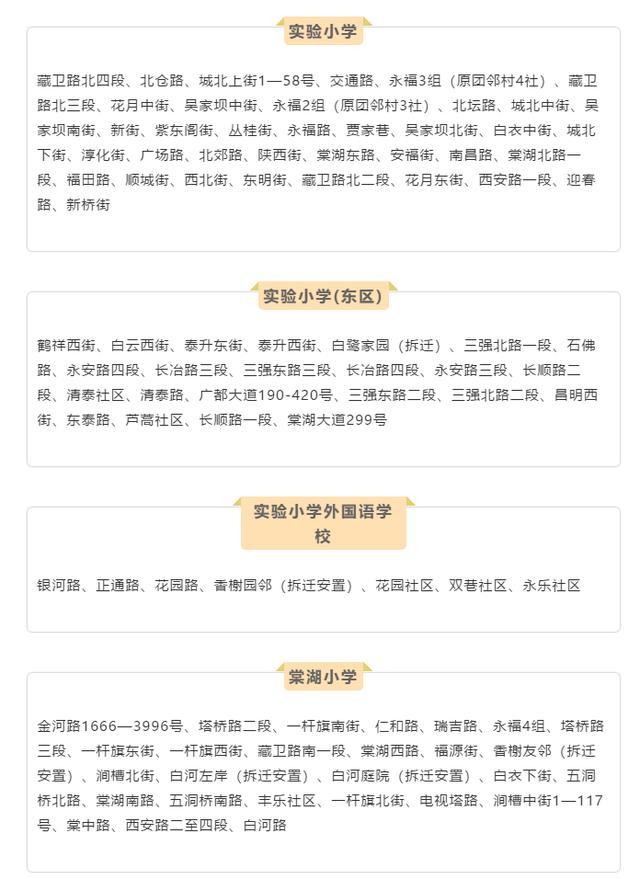 实验小学
藏卫路北四段、北仓路、城北上街1—58号、交通路、永福3组（原团邻村4社）、藏卫
路北三段、花月中街、吴家坝中街、永福2组（原团邻村3社）、北坛路、城北中街、吴
家坝南街、新街、紫东阁街、丛桂街、永福路、贾家巷、吴家坝北街、白衣中街、城北
下街、淳化街、广场路、北郊路、陕西街、棠湖东路、安福街、南昌路、棠湖北路一
段、福田路、顺城街、西北街、东明街、藏卫路北二段、花月东街、西安路一段、迎春
路、新桥街
实验小学(东区)
鹤祥西街、白云西街、泰升东街、泰升西街、白鹭家园（拆迁）、三强北路一段、石佛
路、永安路四段、长冶路三段、三强东路三段、长冶路四段、永安路三段、长顺路二
段、清泰社区、清泰路、广都大道190-420号、三强东路二段、三强北路二段、昌明西
街、东泰路、芦蒿社区、长顺路一段、棠湖大道299号
实验小学外国语学
校
银河路、正通路、花园路、香榭园邻（拆迁安置）、花园社区、双巷社区、永乐社区
棠湖小学
金河路1666—3996号、塔桥路二段、一杆旗南街、仁和路、瑞吉路、永福4组、塔桥路
三段、一杆旗东街、一杆旗西街、藏卫路南一段、棠湖西路、福源街、香榭友邻（拆迁
安置）、涧槽北街、白河左岸（拆迁安置）、白河庭院（拆迁安置）、白衣下街、五洞
桥北路、棠湖南路、五洞桥南路、丰乐社区、一杆旗北街、电视塔路、涧槽中街1—117
号、棠中路、西安路二至四段、白河路